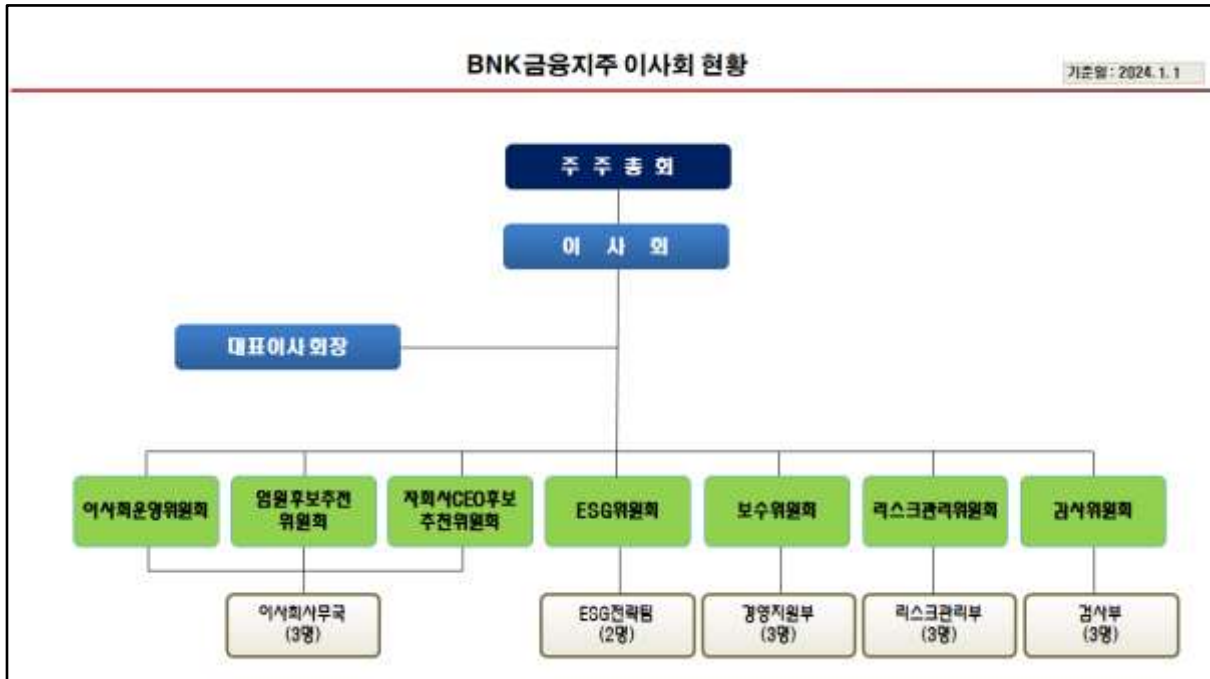 BNK금융지주 이사회 현황
기준일 : 2024. 1. 1
주 주 총 회
이 사 회
대표이사 회장
이사회운영위원회
임원후보추천
위원회
자회사CEO후보
추천위원회
ESG위원회
보수위원회
리스크관리위원회
감사위원회
이사회사무국
(3명)
ESG전략팀
(2명)
경영지원부
(3명)
리스크관리부
(3명)
검사부
(3명)